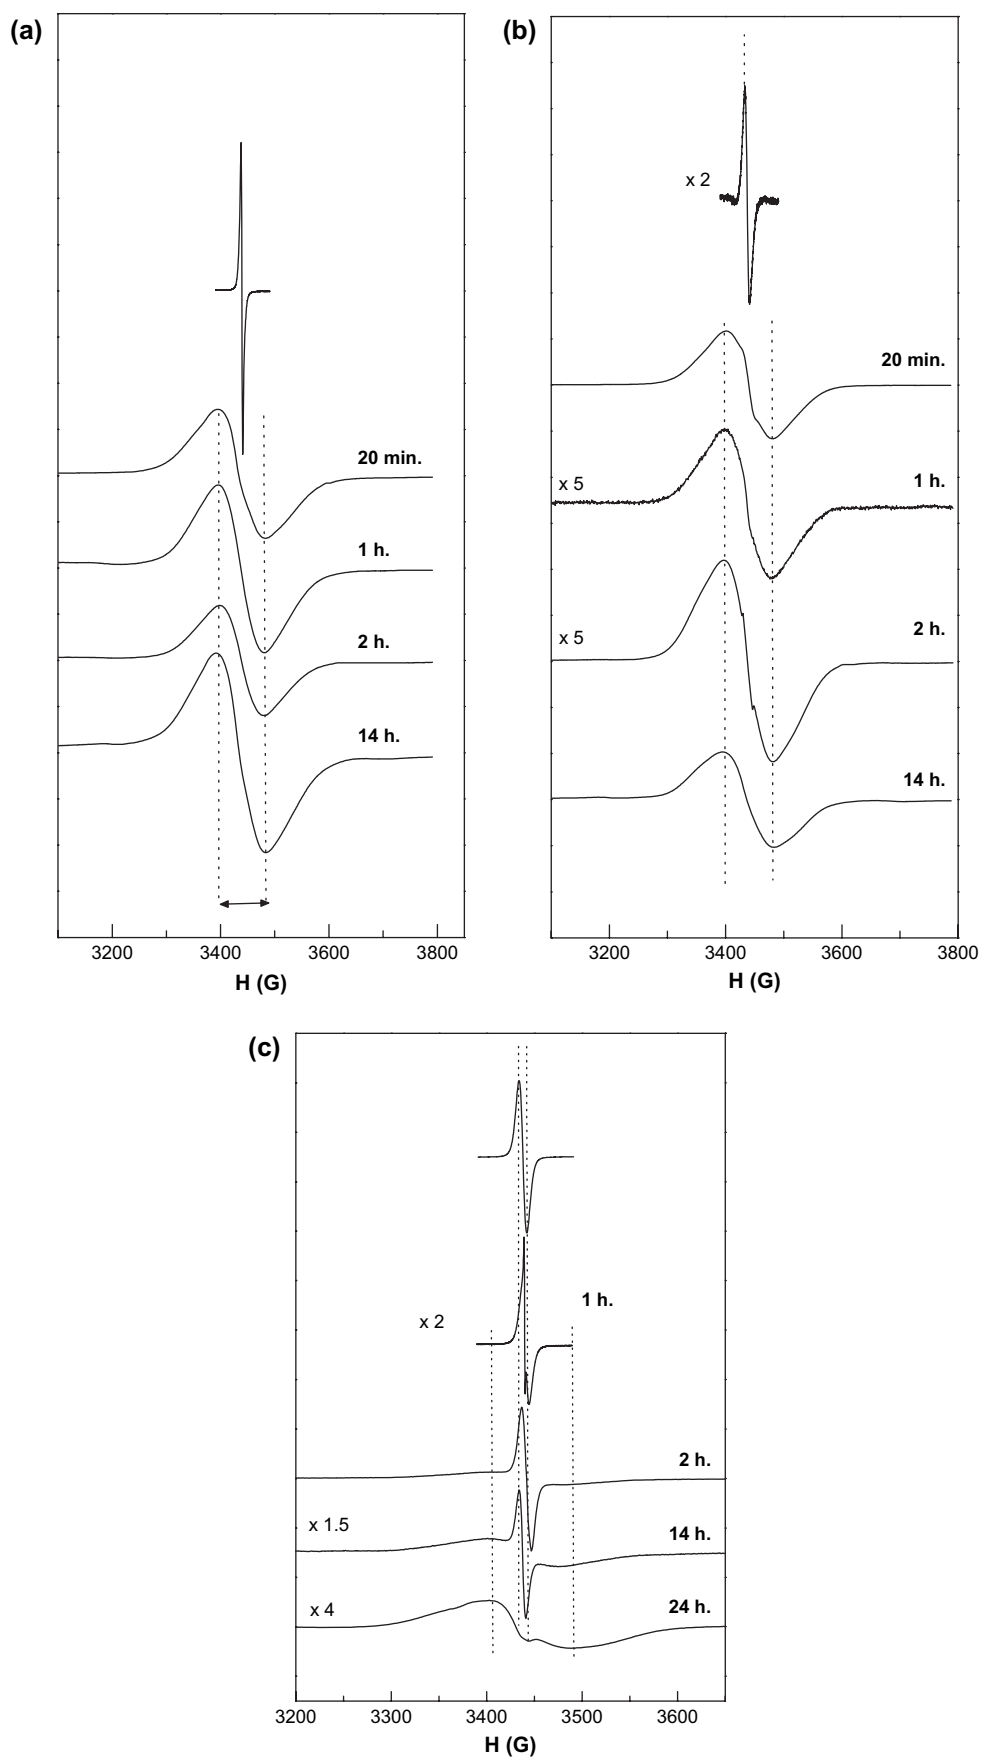 (a)
20 min.
1 h.
2 h.
14 h.
3200 3400 3600 3800
H (G)
(b)
x 2
20 min.
x 5
1 h.
x 5
2 h.
14 h.
3200 3400 3600 3800
H (G)
(c)
x 2
1 h.
2 h.
x 1.5
14 h.
x 4
24 h.
3200 3300 3400 3500 3600
H (G)